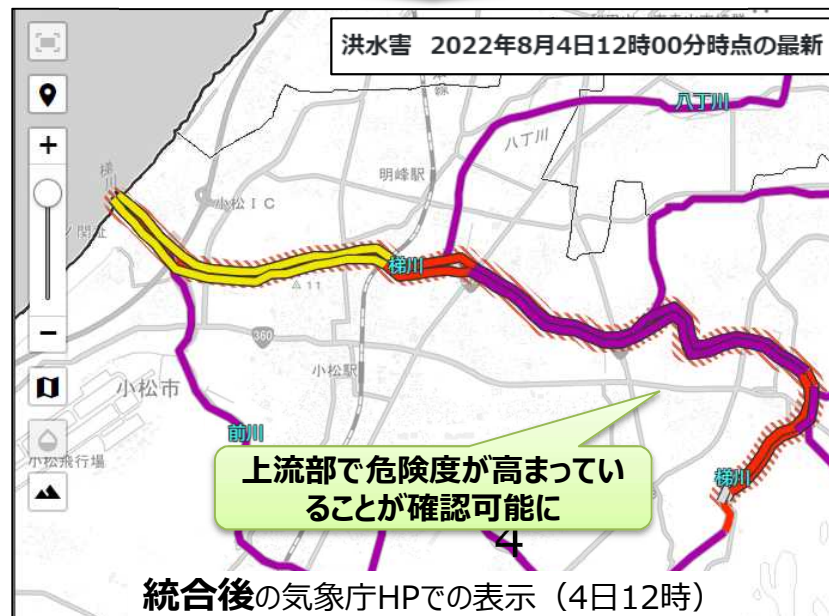 洪水害 2022年8月4日12時00分時点の最新
八丁川
八丁川
明峰駅
梯川
小松IC
ノ関址
梯川
11
360
小松駅
小松市
前川
小松飛行場
上流部で危険度が高まってい
ることが確認可能に
梯川
4
統合後の気象庁HPでの表示（4日12時）